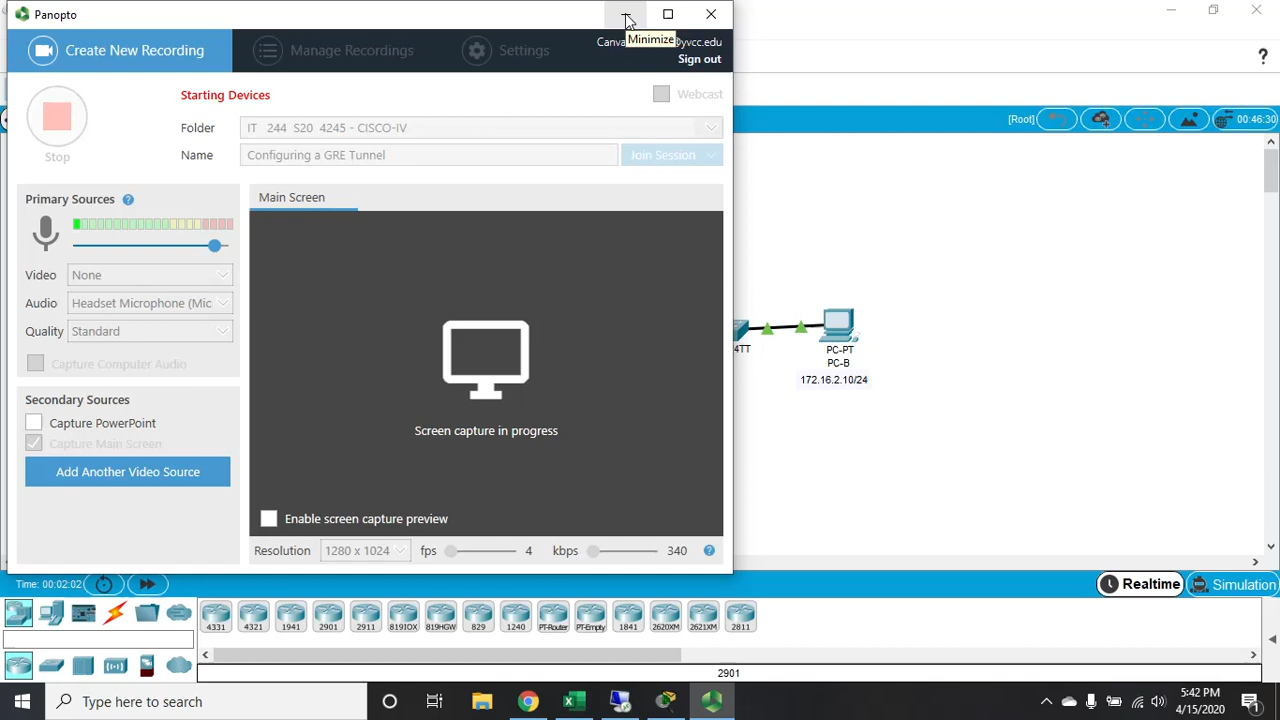 Panopto
Minimize
Create New Recording
Manage Recordings
Settings
Canva
@yvcc.edu
Sign out
Stop
Starting Devices
Webcast
Folder
IT 244 S20 4245 - CISCO-IV
Name
Configuring a GRE Tunnel
Join Session
Primary Sources ?
Video
None
Audio
Headset Microphone (Mic
Quality
Standard
Capture Computer Audio
Secondary Sources
Capture PowerPoint
Capture Main Screen
Add Another Video Source
Main Screen
Screen capture in progress
Enable screen capture preview
Resolution
1280 x 1024
fps
4
kbps
340
?
?
[Root]
00:46:30
4TT
PC-PT
PC-B
172.16.2.10/24
Time: 00:02:02
Realtime
Simulation
4331
4321
1941
2901
2911
819IOX
819HGW
829
1240
PT-Router
PT-Empty
1841
2620XM
2621XM
2811
2901
Type here to search
5:42 PM
4/15/2020
1